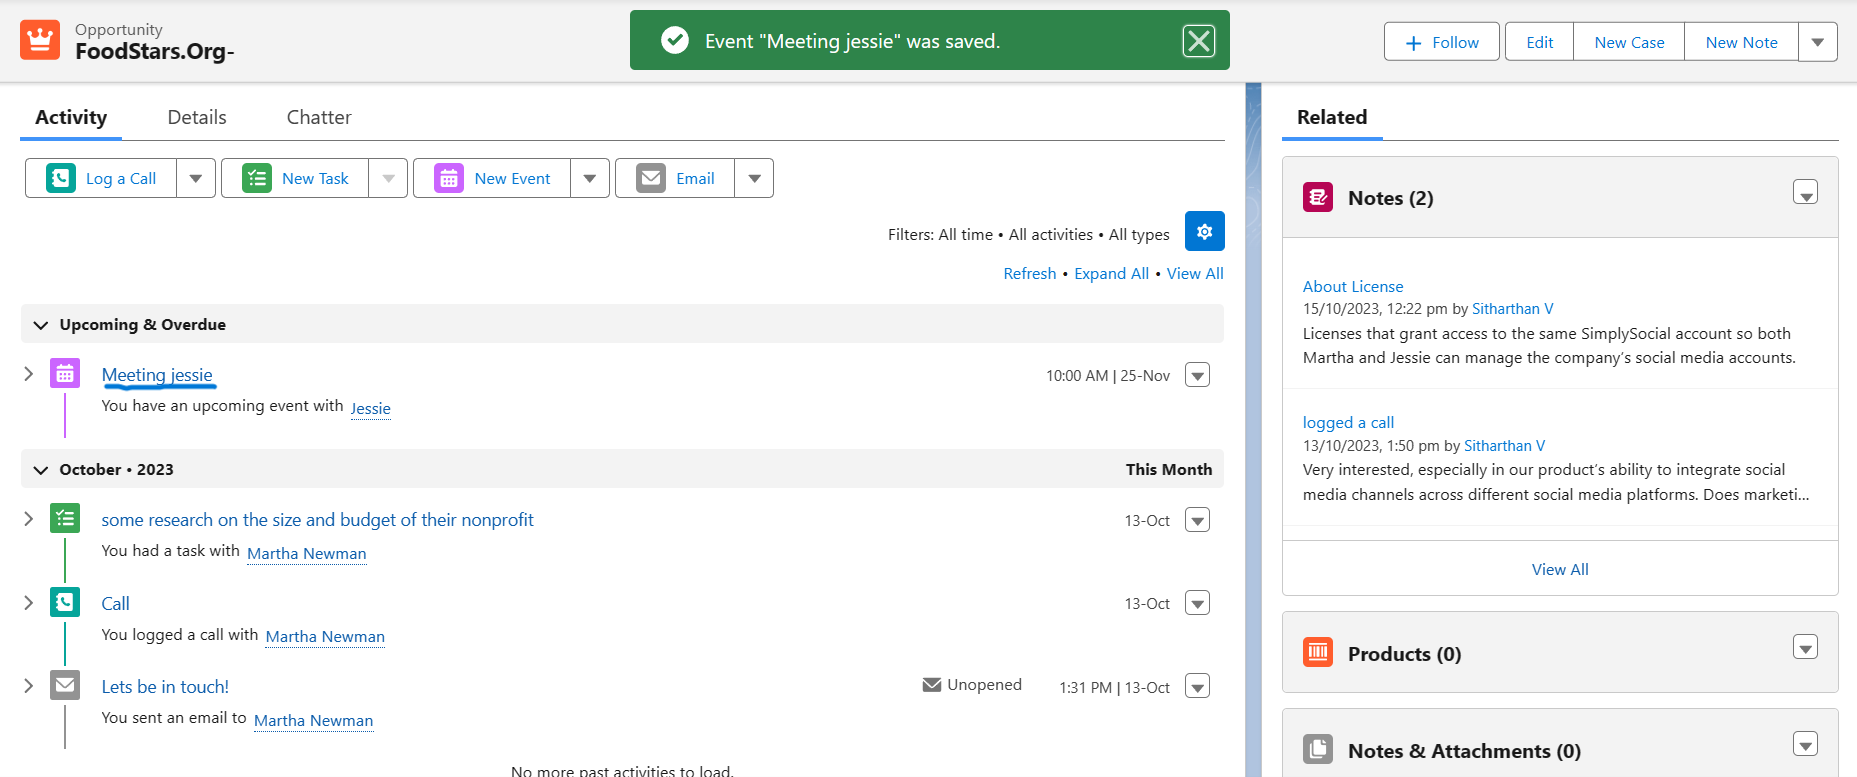 Opportunity
FoodStars.Org-
Event "Meeting jessie" was saved.
Follow
Edit
New Case
New Note
Activity
Details
Chatter
Log a Call
New Task
New Event
Email
Filters: All time • All activities • All types
Refresh • Expand All • View All
Upcoming & Overdue
Meeting jessie
10:00 AM | 25-Nov
You have an upcoming event with Jessie
October • 2023
This Month
some research on the size and budget of their nonprofit
13-Oct
You had a task with Martha Newman
Call
13-Oct
You logged a call with Martha Newman
Lets be in touch!
Unopened
1:31 PM | 13-Oct
You sent an email to Martha Newman
No more past activities to load.
Related
Notes (2)
About License
15/10/2023, 12:22 pm by Sitharthan V
Licenses that grant access to the same SimplySocial account so both
Martha and Jessie can manage the company's social media accounts.
logged a call
13/10/2023, 1:50 pm by Sitharthan V
Very interested, especially in our product's ability to integrate social
media channels across different social media platforms. Does marketi...
View All
Products (0)
Notes & Attachments (0)